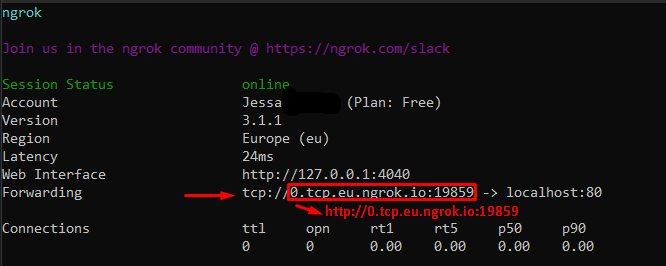 ngrok
Join us in the ngrok community @ https://ngrok.com/slack
Session Status online
Account Jessa (Plan: Free)
Version 3.1.1
Region Europe (eu)
Latency 24ms
Web Interface http://127.0.0.1:4040
Forwarding tcp://0.tcp.eu.ngrok.io:19859 -> localhost:80
http://0.tcp.eu.ngrok.io:19859
Connections ttl opn rt1 rt5 p50 p90
0 0 0.00 0.00 0.00 0.00